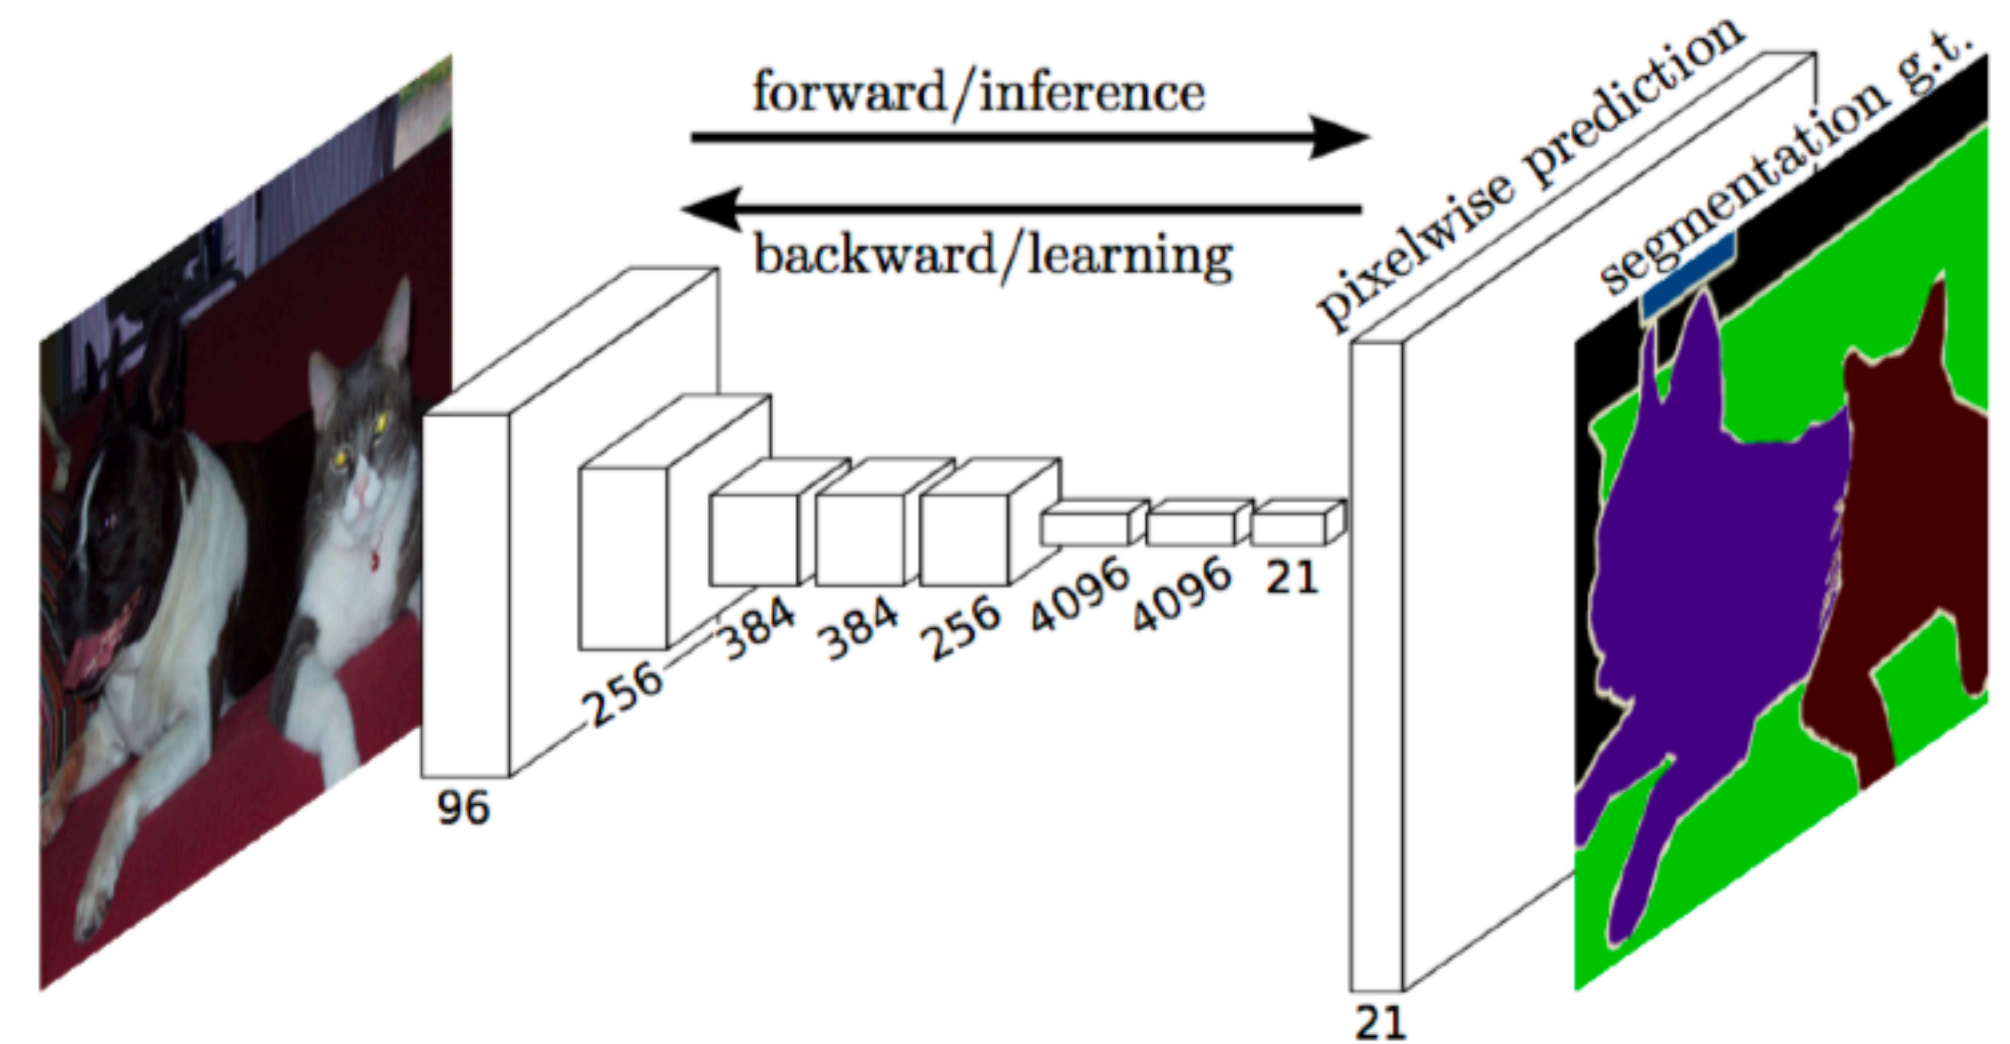 forward/inference
backward/learning
pixelwise prediction
segmentation g.t.
96
256
384
384
256
4096
4096
21
21